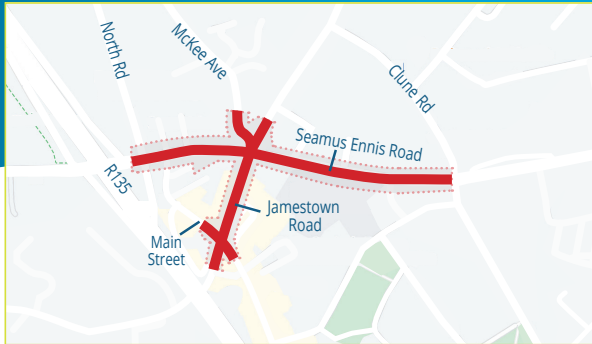 North Rd
McKee Ave
Clune Rd
Seamus Ennis Road
R135
Jamestown
Road
Main
Street